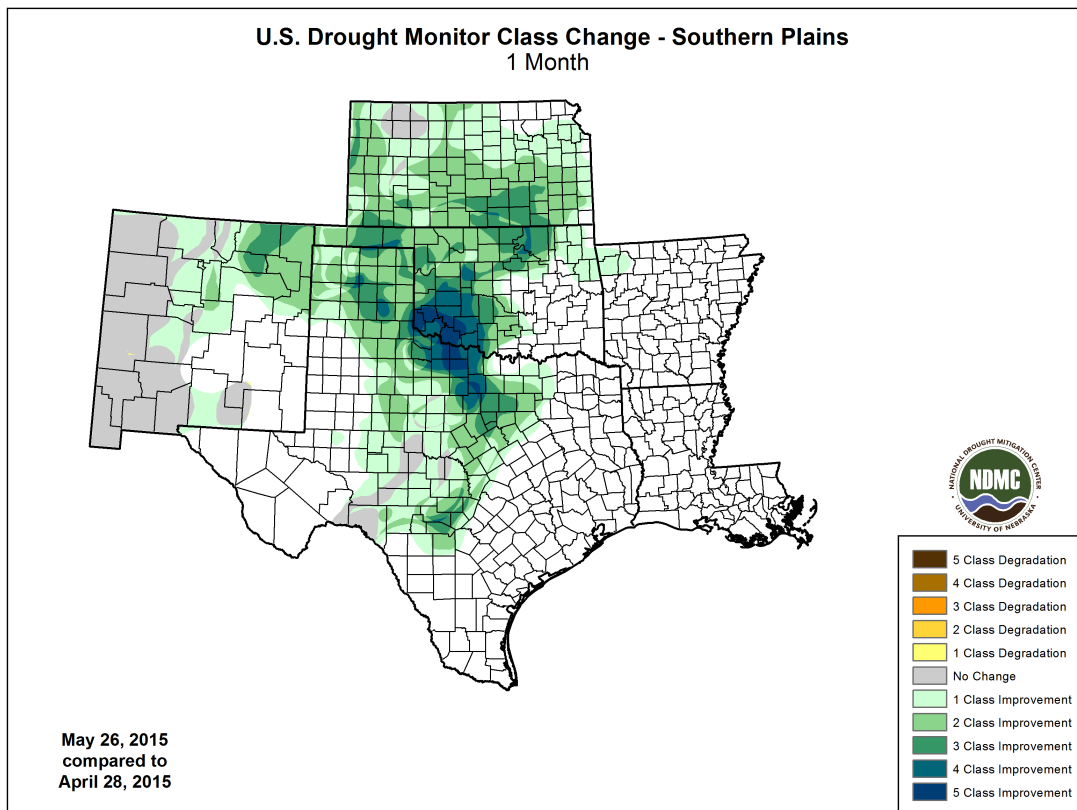 U.S. Drought Monitor Class Change - Southern Plains
1 Month
NATIONAL DROUGHT MITIGATION CENTER
NDMC
UNIVERSITY OF NEBRASKA
5 Class Degradation
4 Class Degradation
3 Class Degradation
2 Class Degradation
1 Class Degradation
No Change
1 Class Improvement
2 Class Improvement
3 Class Improvement
4 Class Improvement
5 Class Improvement
May 26, 2015
compared to
April 28, 2015